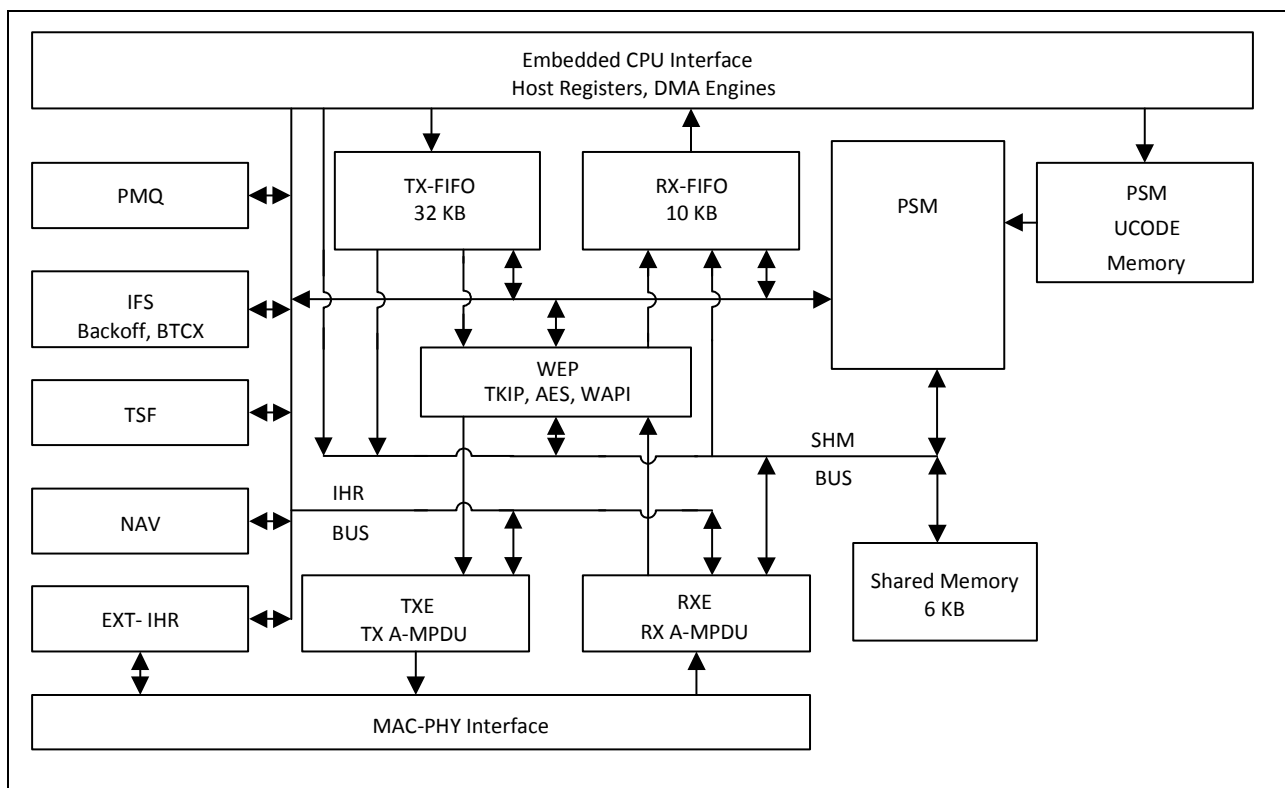 Embedded CPU Interface
Host Registers, DMA Engines
PMQ
TX-FIFO
32 KB
RX-FIFO
10 KB
PSM
PSM
UCODE
Memory
IFS
Backoff, BTCX
WEP
TKIP, AES, WAPI
TSF
SHM
BUS
IHR
BUS
NAV
Shared Memory
6 KB
EXT- IHR
TXE
TX A-MPDU
RXE
RX A-MPDU
MAC-PHY Interface